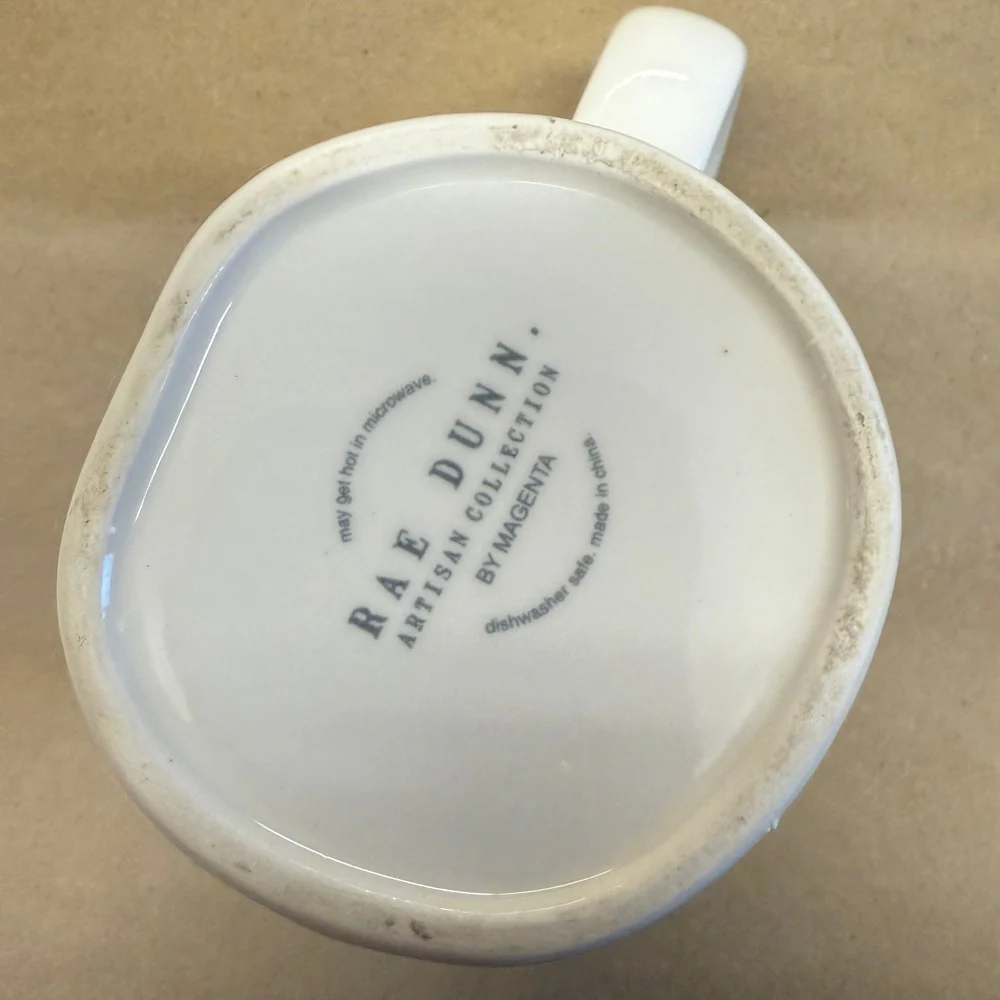 may get hot in microwave.
RAE DUNN.
ARTISAN COLLECTION
BY MAGENTA
dishwasher safe. made in china.